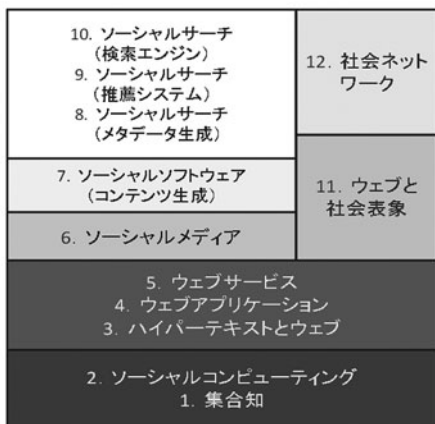 10. ソーシャルサーチ
(検索エンジン)
9. ソーシャルサーチ
(推薦システム)
8. ソーシャルサーチ
(メタデータ生成)
12. 社会ネット
ワーク
7. ソーシャルソフトウェア
(コンテンツ生成)
11. ウェブと
社会表象
6. ソーシャルメディア
5. ウェブサービス
4. ウェブアプリケーション
3. ハイパーテキストとウェブ
2. ソーシャルコンピューティング
1. 集合知